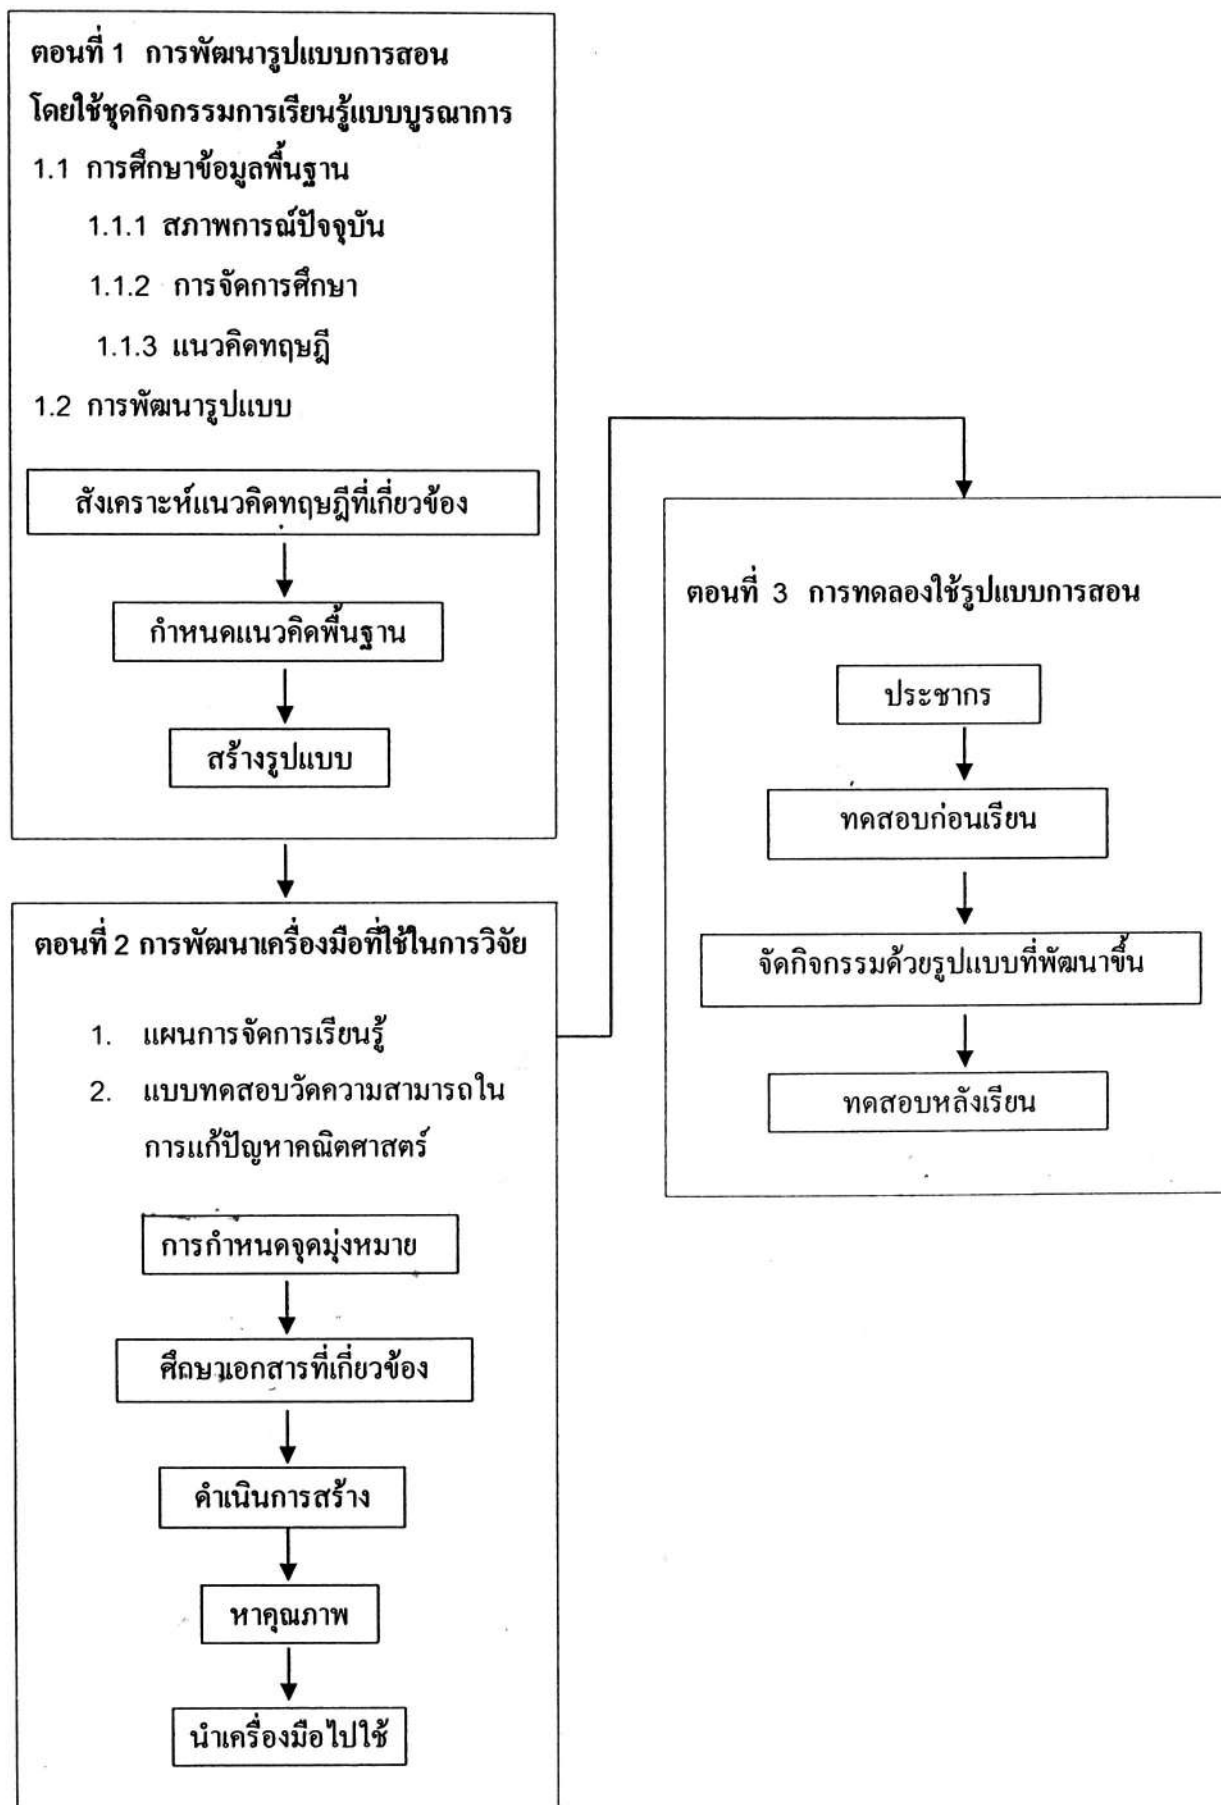 ตอนที่ 1 การพัฒนารูปแบบการสอน
โดยใช้ชุดกิจกรรมการเรียนรู้แบบบูรณาการ
1.1 การศึกษาข้อมูลพื้นฐาน
1.1.1 สภาพการณ์ปัจจุบัน
1.1.2 การจัดการศึกษา
1.1.3 แนวคิดทฤษฎี
1.2 การพัฒนารูปแบบ
สังเคราะห์แนวคิดทฤษฎีที่เกี่ยวข้อง
กำหนดแนวคิดพื้นฐาน
สร้างรูปแบบ
ตอนที่ 2 การพัฒนาเครื่องมือที่ใช้ในการวิจัย
1. แผนการจัดการเรียนรู้
2. แบบทดสอบวัดความสามารถใน
การแก้ปัญหาคณิตศาสตร์
การกำหนดจุดมุ่งหมาย
ศึกษาเอกสารที่เกี่ยวข้อง
ดำเนินการสร้าง
หาคุณภาพ
นำเครื่องมือไปใช้
ตอนที่ 3 การทดลองใช้รูปแบบการสอน
ประชากร
ทดสอบก่อนเรียน
จัดกิจกรรมด้วยรูปแบบที่พัฒนาขึ้น
ทดสอบหลังเรียน